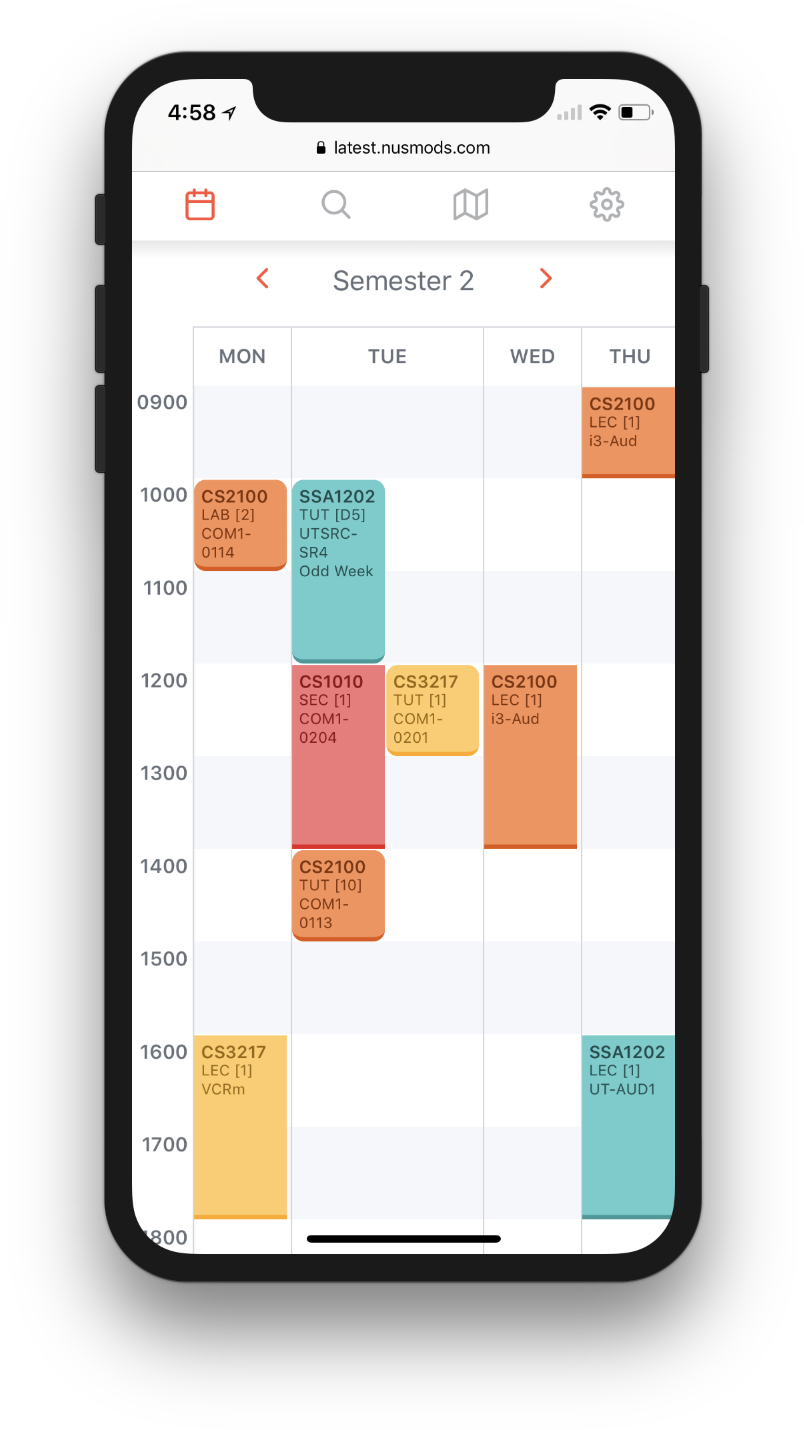 4:58
latest.nusmods.com
Semester 2
MON TUE WED THU
0900
CS2100
LEC [1]
i3-Aud
1000
CS2100
LAB [2]
COM1-
0114
SSA1202
TUT [D5]
UTSRC-
SR4
Odd Week
1100
1200
CS1010
SEC [1]
COM1-
0204
CS3217
TUT [1]
COM1-
0201
CS2100
LEC [1]
i3-Aud
1300
1400
CS2100
TUT [10]
COM1-
0113
1500
1600
CS3217
LEC [1]
VCRm
SSA1202
LEC [1]
UT-AUD1
1700
1800